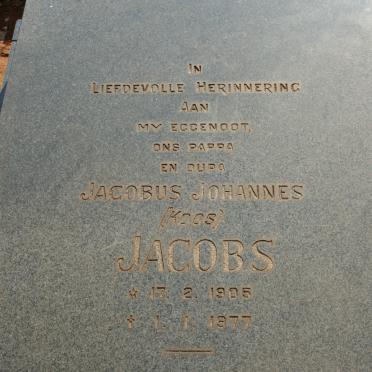 IN
LIEFDEVOLLE HERINNERING
AAN
MY EGGENOOT,
ONS PAPPA
EN OUPA
JACOBUS JOHANNES
(KOOS)
JACOBS
* 17. 2. 1905
† 1. 1. 1977